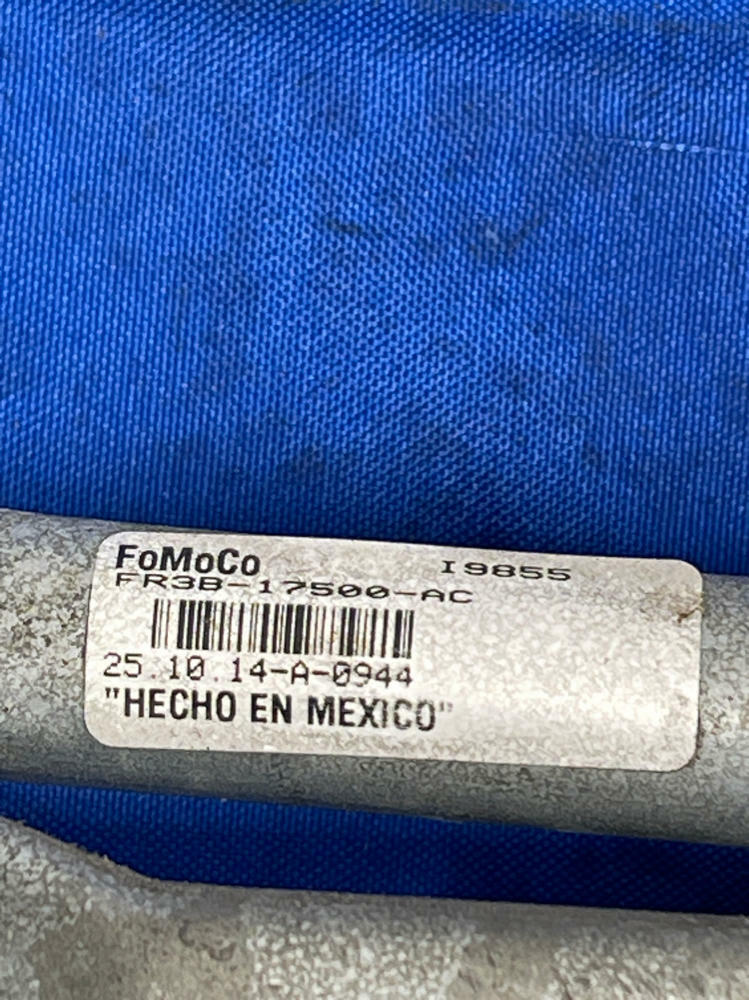 FoMoCo I9855
FR3B-17500-AC
25.10.14-A-0944
"HECHO EN MEXICO"